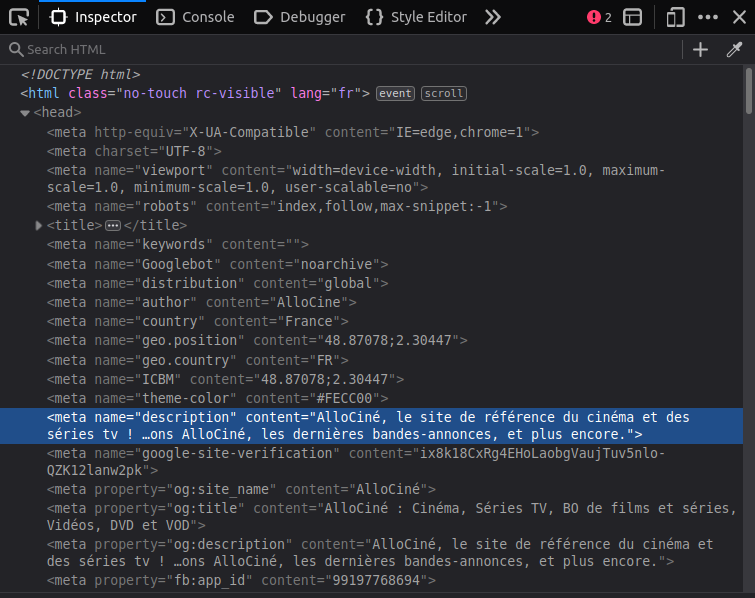 Inspector Console Debugger Style Editor 2
Search HTML
<!DOCTYPE html>
<html class="no-touch rc-visible" lang="fr"> event scroll
<head>
<meta http-equiv="X-UA-Compatible" content="IE=edge,chrome=1">
<meta charset="UTF-8">
<meta name="viewport" content="width=device-width, initial-scale=1.0, maximum-
scale=1.0, minimum-scale=1.0, user-scalable=no">
<meta name="robots" content="index,follow,max-snippet:-1">
<title>…</title>
<meta name="keywords" content="">
<meta name="Googlebot" content="noarchive">
<meta name="distribution" content="global">
<meta name="author" content="AlloCine">
<meta name="country" content="France">
<meta name="geo.position" content="48.87078;2.30447">
<meta name="geo.country" content="FR">
<meta name="ICBM" content="48.87078;2.30447">
<meta name="theme-color" content="#FECC00">
<meta name="description" content="AlloCiné, le site de référence du cinéma et des
séries tv ! …ons AlloCiné, les dernières bandes-annonces, et plus encore.">
<meta name="google-site-verification" content="ix8k18CxRg4EHoLaobgVaujTuv5nlo-
QZK12lanw2pk">
<meta property="og:site_name" content="AlloCiné">
<meta property="og:title" content="AlloCiné : Cinéma, Séries TV, BO de films et séries,
Vidéos, DVD et VOD">
<meta property="og:description" content="AlloCiné, le site de référence du cinéma et
des séries tv ! …ons AlloCiné, les dernières bandes-annonces, et plus encore.">
<meta property="fb:app_id" content="99197768694">